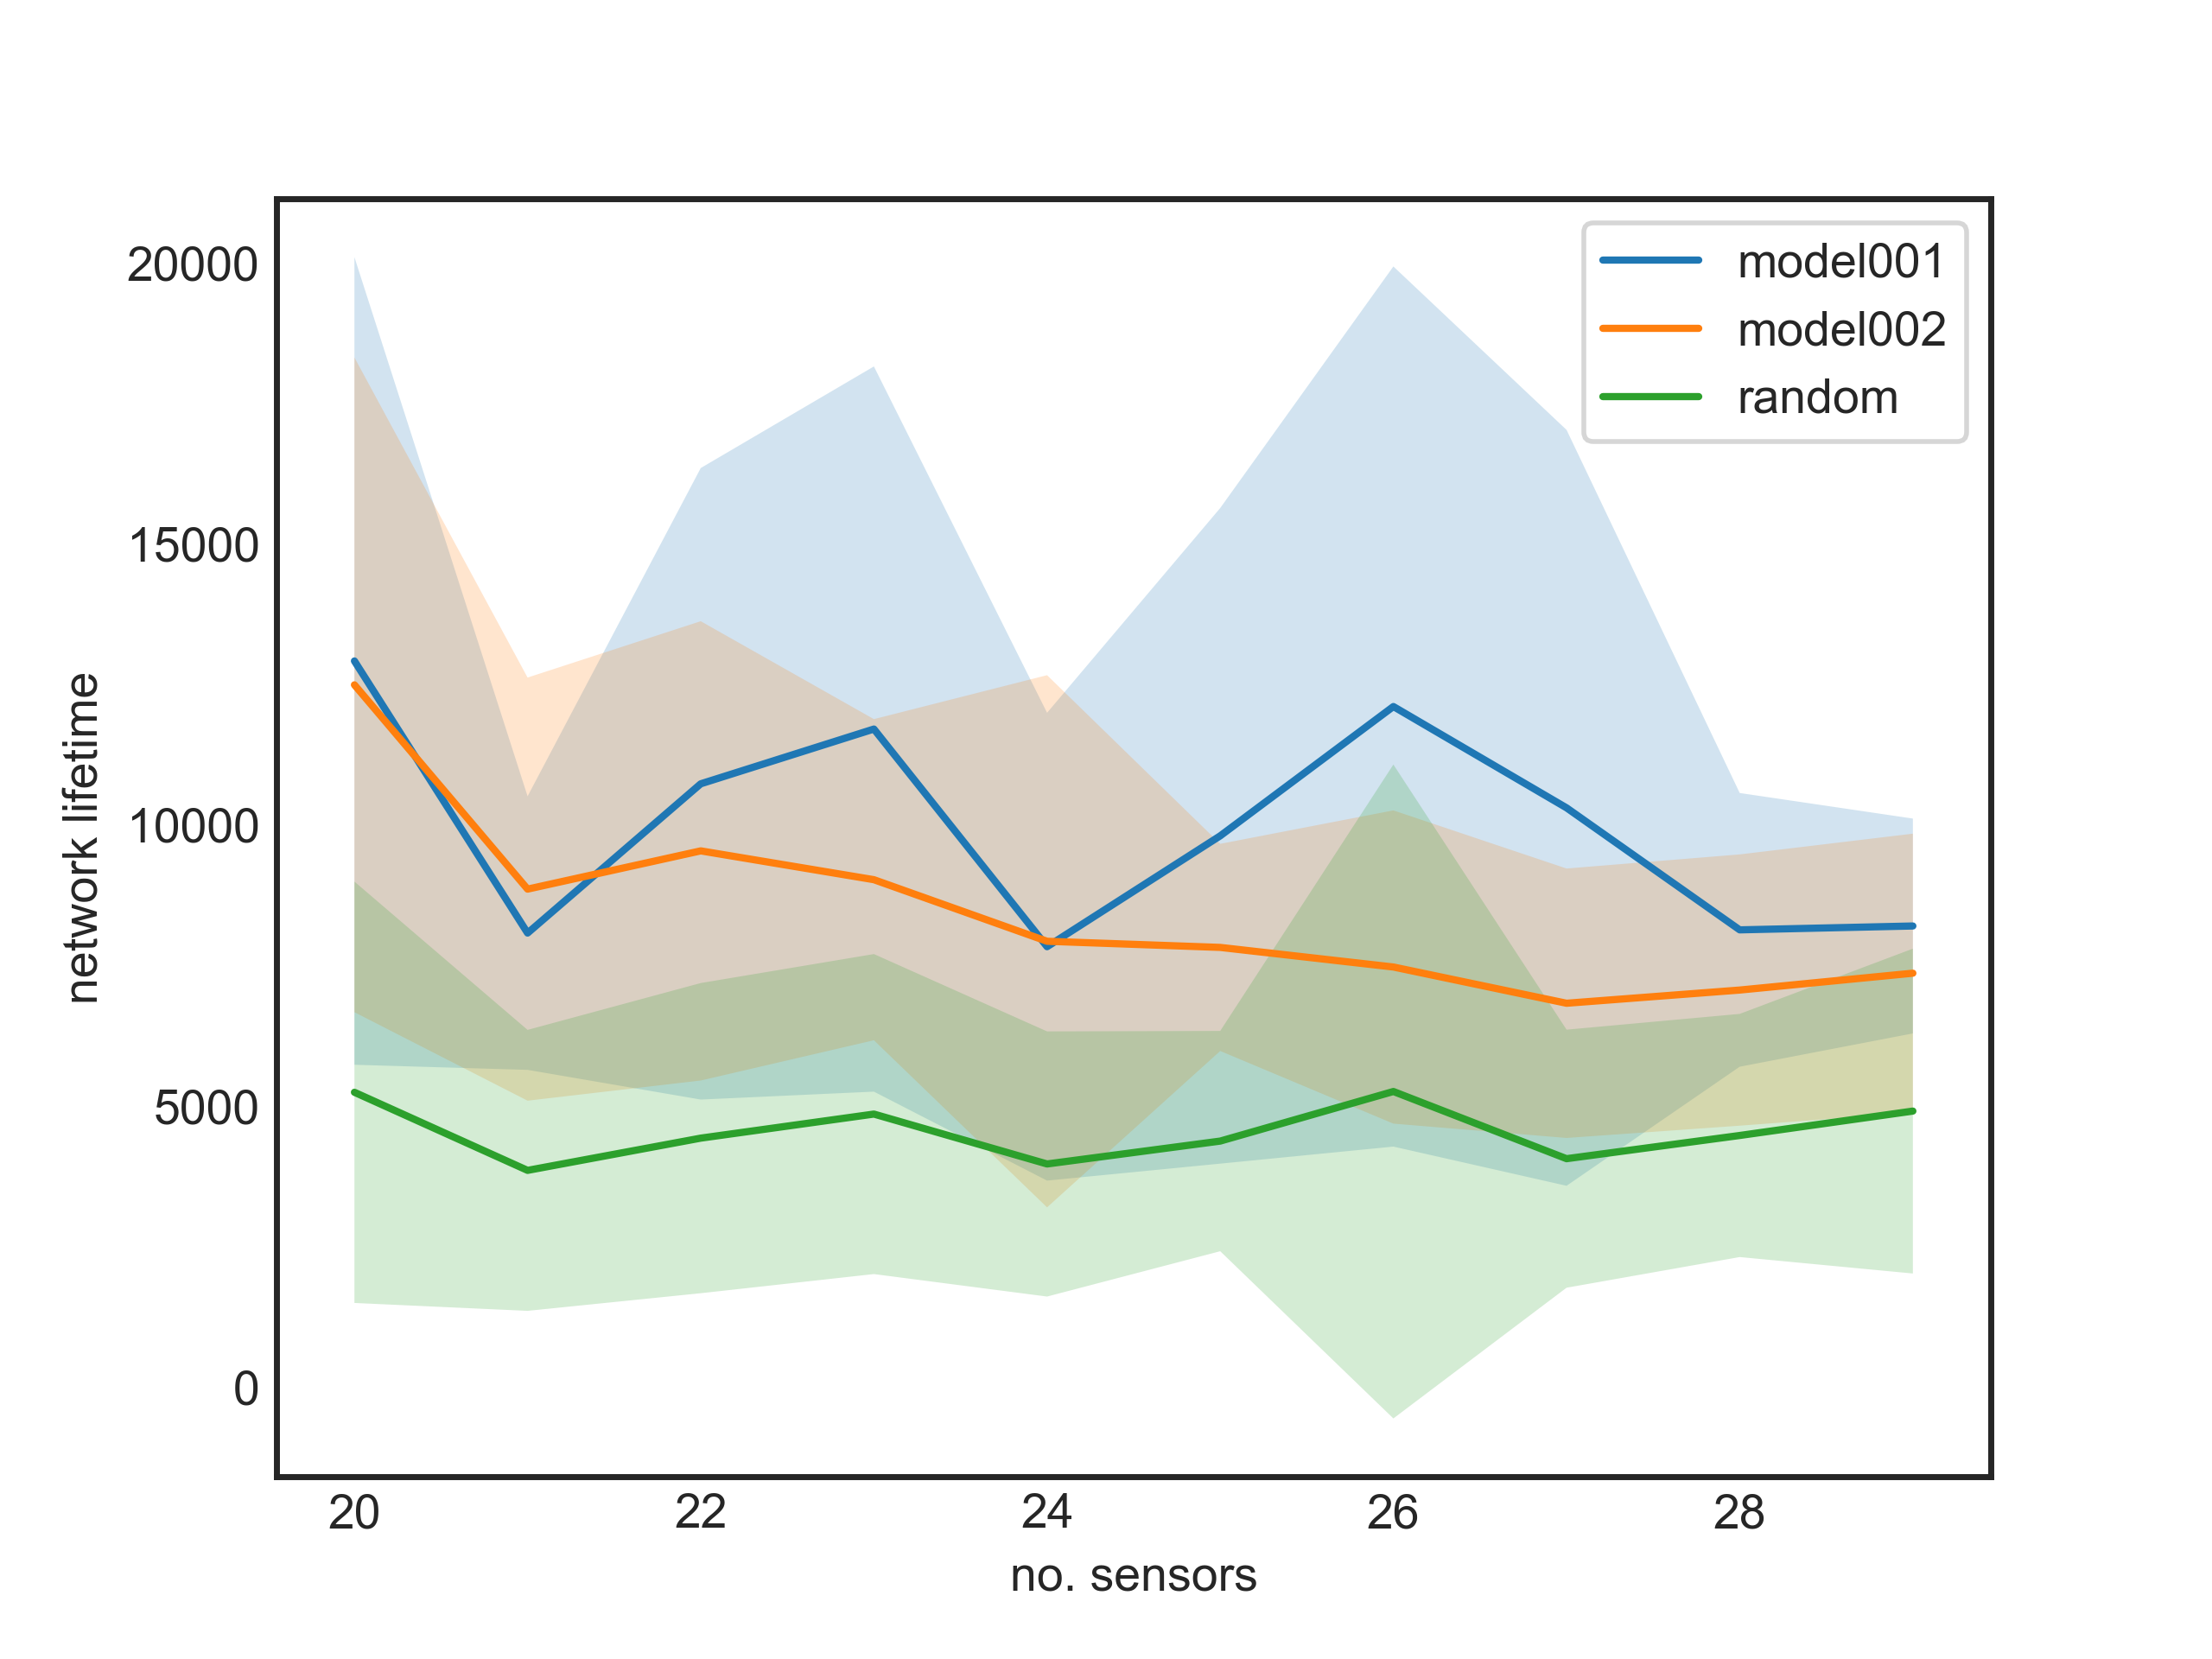 20000
15000
10000
5000
0
network lifetime
model001
model002
random
20 22 24 26 28
no. sensors